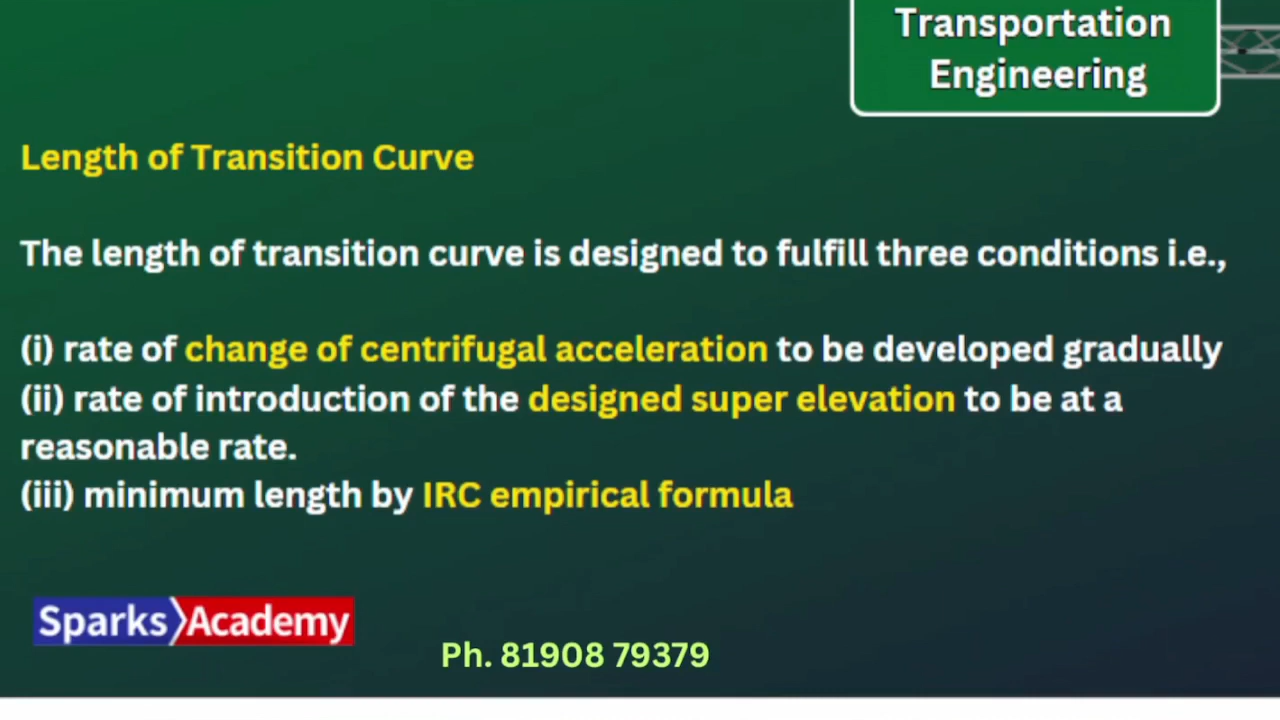 Transportation
Engineering
Length of Transition Curve
The length of transition curve is designed to fulfill three conditions i.e.,
(i) rate of change of centrifugal acceleration to be developed gradually
(ii) rate of introduction of the designed super elevation to be at a
reasonable rate.
(iii) minimum length by IRC empirical formula
Sparks Academy
Ph. 81908 79379